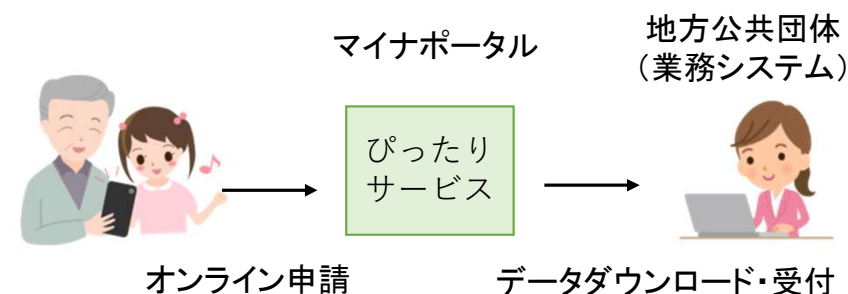 マイナポータル
地方公共団体
（業務システム）
ぴったり
サービス
オンライン申請
データダウンロード・受付